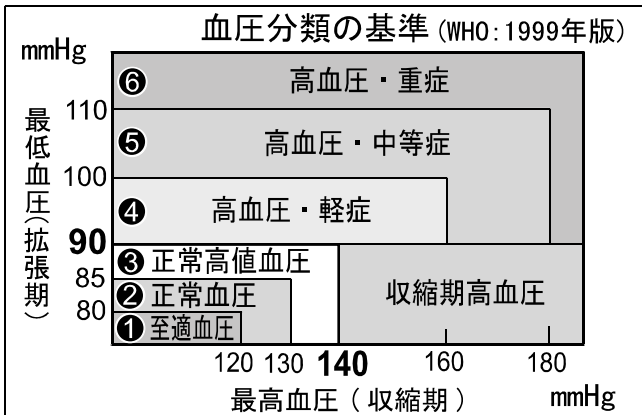 血圧分類の基準 (WHO:1999年版)
mmHg
❻ 高血圧・重症
110
❺ 高血圧・中等症
100
❹ 高血圧・軽症
90
❸ 正常高値血圧
85
❷ 正常血圧
収縮期高血圧
80
❶ 至適血圧
最低血圧(拡張期)
120 130 140 160 180
最高血圧(収縮期) mmHg